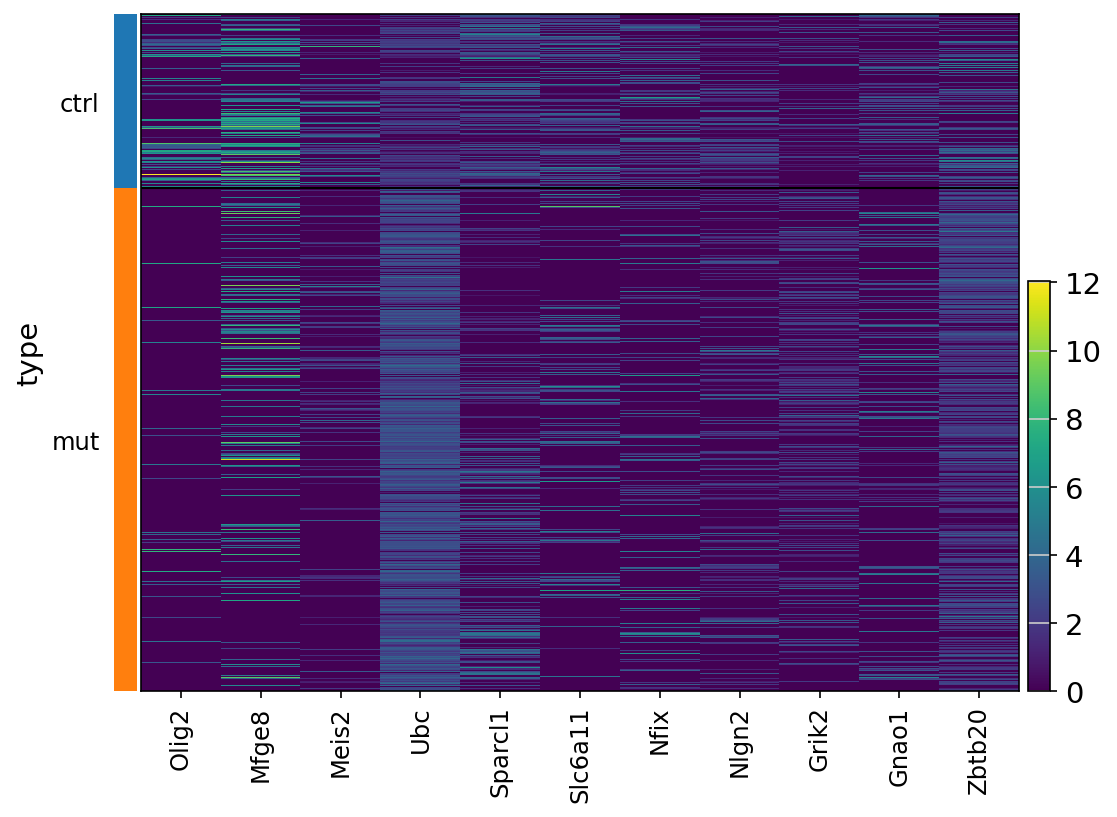 ctrl
mut
type
12
10
8
6
4
2
0
Olig2
Mfge8
Meis2
Ubc
Sparcl1
Slc6a11
Nfix
Nlgn2
Grik2
Gnao1
Zbtb20